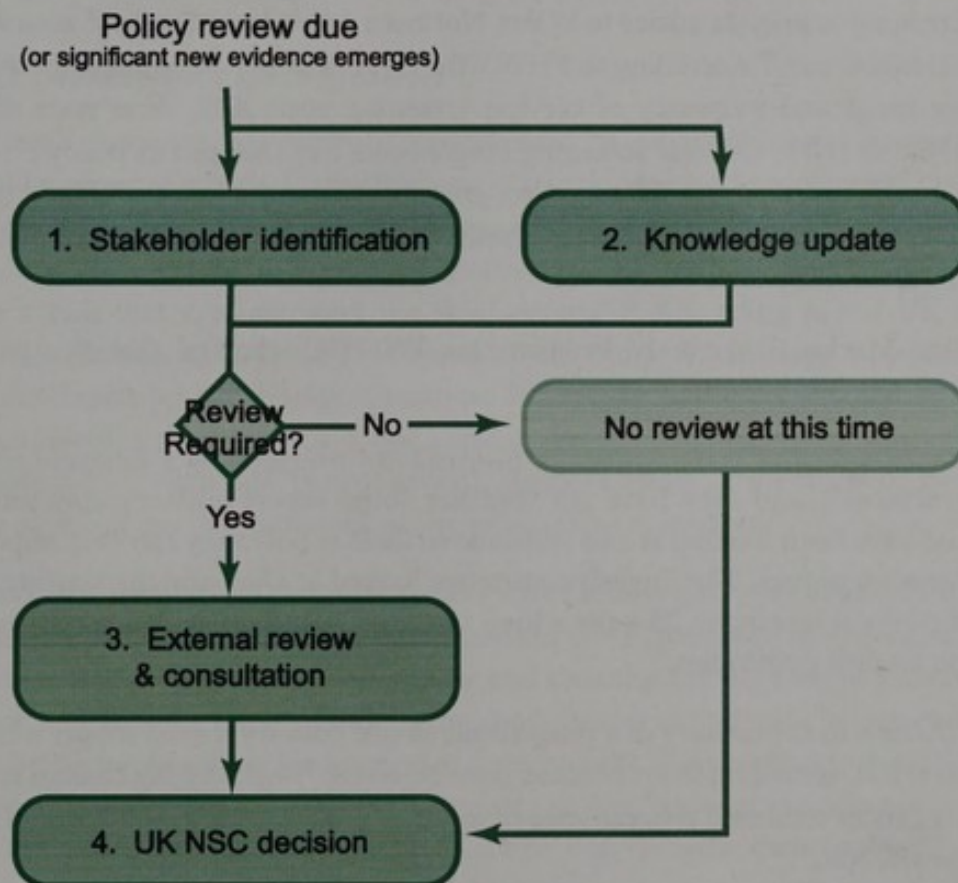 Policy review due
(or significant new evidence emerges)
1. Stakeholder identification
2. Knowledge update
Review
Required?
No
No review at this time
Yes
3. External review
& consultation
4. UK NSC decision